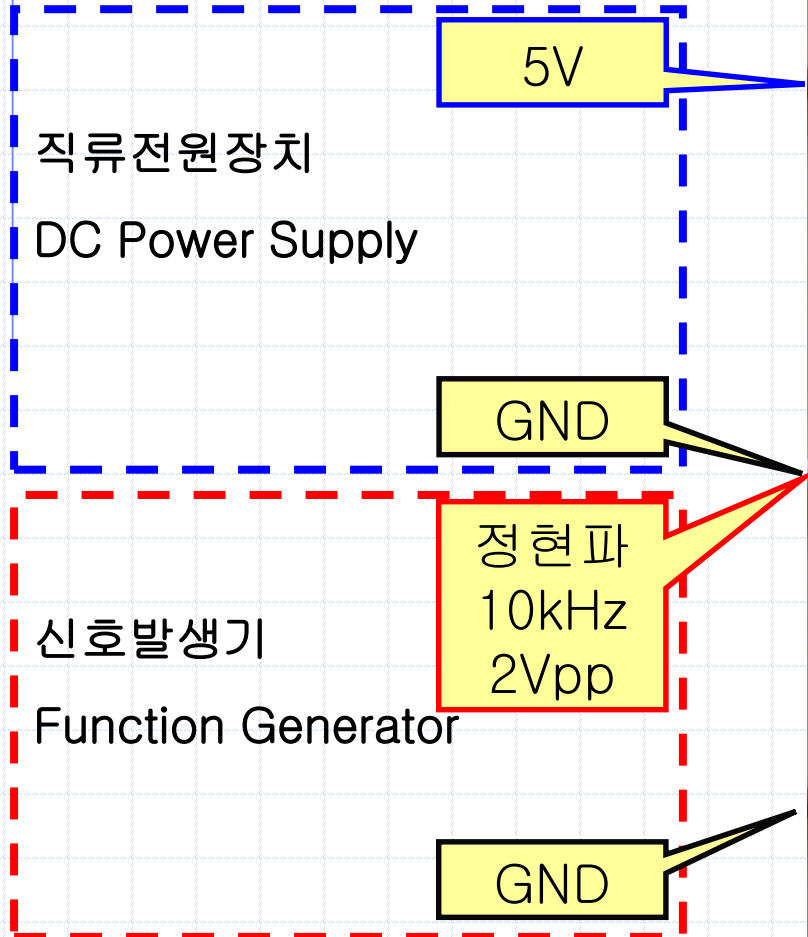 5V
직류전원장치
DC Power Supply
GND
정현파
10kHz
2Vpp
신호발생기
Function Generator
GND